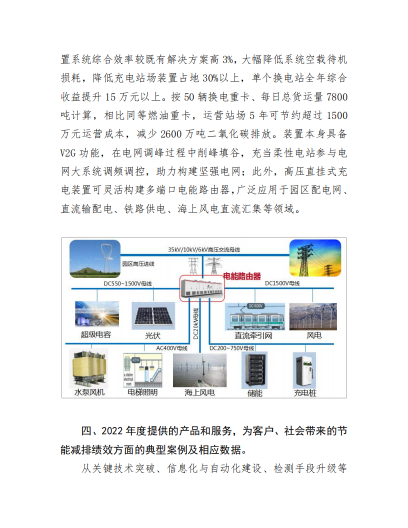 置系统综合效率较既有解决方案高 3%，大幅降低系统空载待机
损耗，降低充电站场装置占地 30%以上，单个换电站全年综合
收益提升 15 万元以上。按 50 辆换电重卡、每日总货运量 7800
吨计算，相比同等燃油重卡，运营站场 5 年可节约超过 1500
万元运营成本，减少 2600 万吨二氧化碳排放。装置本身具备
V2G 功能，在电网调峰过程中削峰填谷，充当柔性电站参与电
网大系统调频调控，助力构建坚强电网；此外，高压直挂式充
电装置可灵活构建多端口电能路由器，广泛应用于园区配电网、
直流输配电、铁路供电、海上风电直流汇集等领域。
35kV/10kV/6kV高压交流母线
园区高压进线
电能路由器
DC550~1500V母线
DC1500V母线
DC20kV母线
超级电容
光伏
直流牵引网
风电
AC400V母线
DC200~750V母线
水泵风机
电梯照明
海上风电
储能
充电桩
四、2022 年度提供的产品和服务，为客户、社会带来的节
能减排绩效方面的典型案例及相应数据。
从关键技术突破、信息化与自动化建设、检测手段升级等